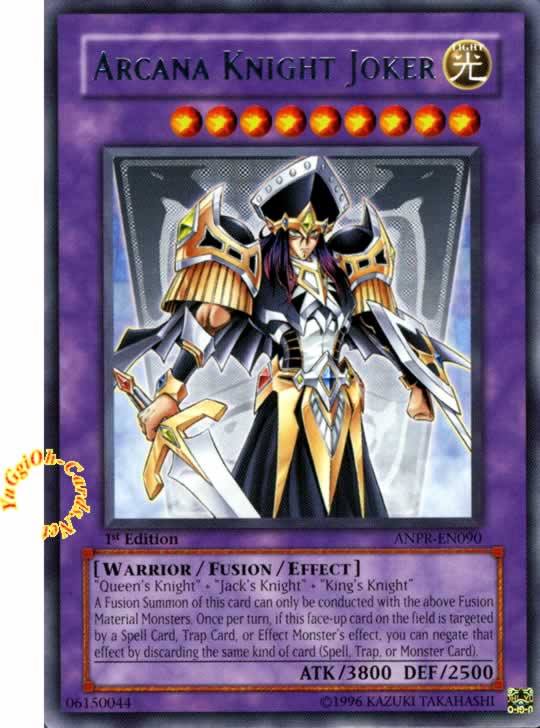 ARCANA KNIGHT JOKER
LIGHT
光
YuGgiOh-Cards.Net
1st Edition
ANPR-EN090
[WARRIOR / FUSION / EFFECT]
"Queen's Knight" + "Jack's Knight" + "King's Knight"
A Fusion Summon of this card can only be conducted with the above Fusion
Material Monsters. Once per turn, if this face-up card on the field is targeted
by a Spell Card, Trap Card, or Effect Monster's effect, you can negate that
effect by discarding the same kind of card (Spell, Trap, or Monster Card).
ATK/3800 DEF/2500
06150044
©1996 KAZUKI TAKAHASHI